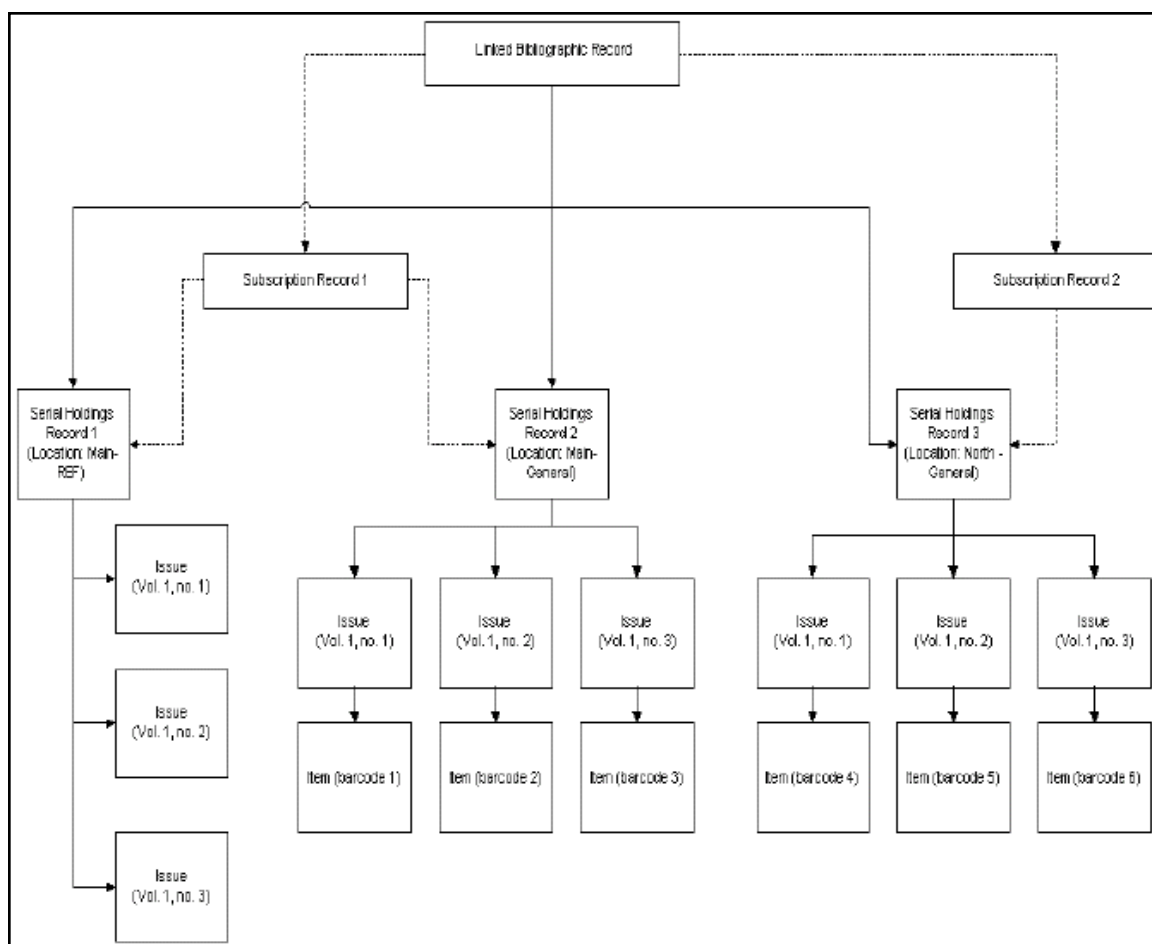 Linked Bibliographic Record
Subscription Record 1
Subscription Record 2
Serial Holdings
Record 1
(Location: Main-
REF)
Serial Holdings
Record 2
(Location: Main-
General)
Serial Holdings
Record 3
(Location: North -
General)
Issue
(Vol. 1, no. 1)
Issue
(Vol. 1, no. 2)
Issue
(Vol. 1, no. 3)
Issue
(Vol. 1, no. 1)
Issue
(Vol. 1, no. 2)
Issue
(Vol. 1, no. 3)
Issue
(Vol. 1, no. 1)
Issue
(Vol. 1, no. 2)
Issue
(Vol. 1, no. 3)
Item (barcode 1)
Item (barcode 2)
Item (barcode 3)
Item (barcode 4)
Item (barcode 5)
Item (barcode 6)